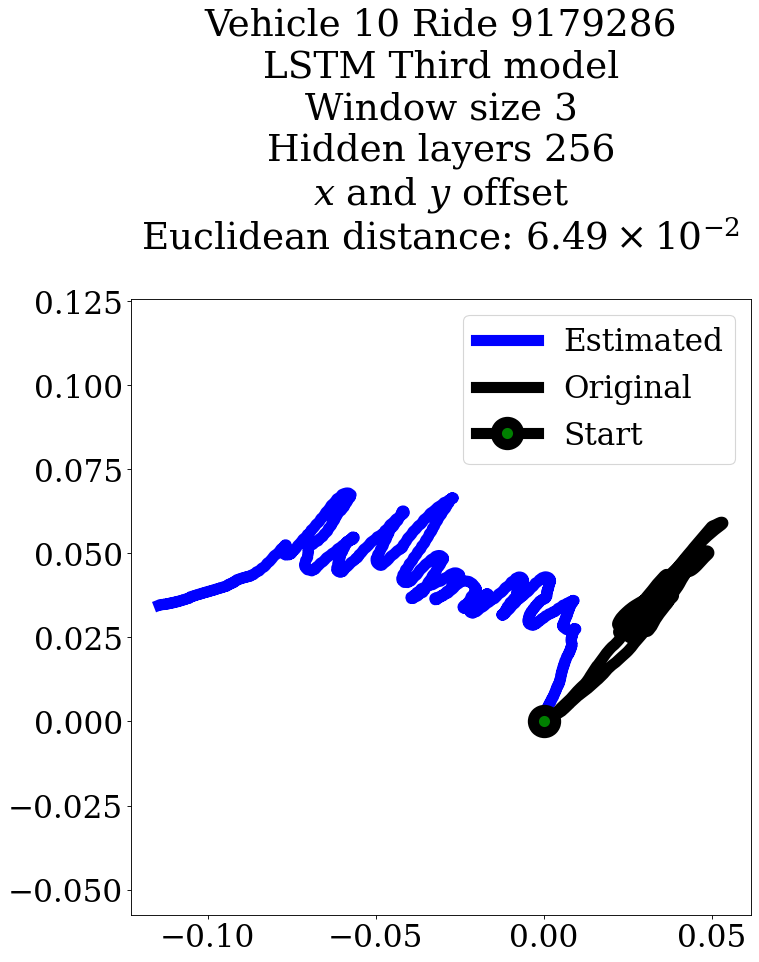 Vehicle 10 Ride 9179286
LSTM Third model
Window size 3
Hidden layers 256
x and y offset
Euclidean distance: 6.49 × 10⁻²
0.125
0.100
0.075
0.050
0.025
0.000
−0.025
−0.050
Estimated
Original
Start
−0.10
−0.05
0.00
0.05